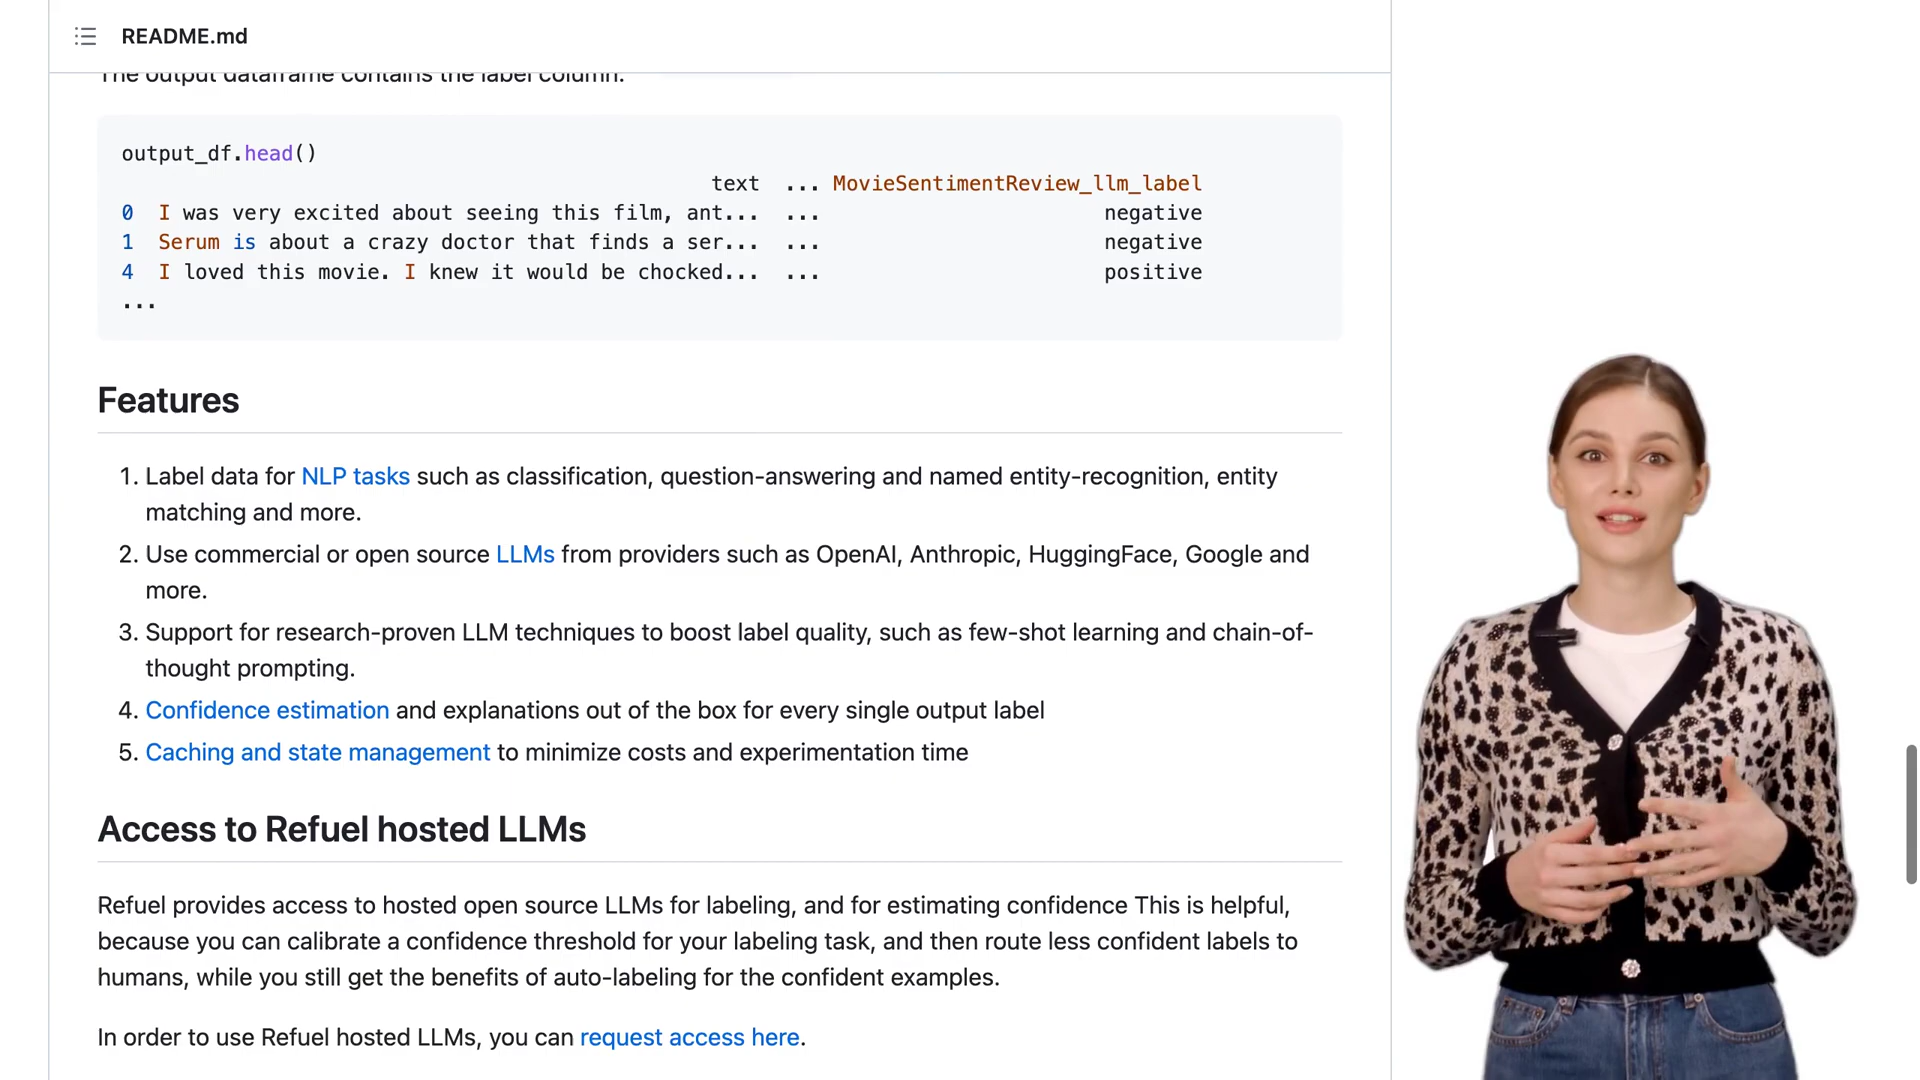 README.md
The output dataframe contains the label column:
output_df.head()
text ... MovieSentimentReview_llm_label
0 I was very excited about seeing this film, ant... ... negative
1 Serum is about a crazy doctor that finds a ser... ... negative
4 I loved this movie. I knew it would be chocked... ... positive
...
Features
1. Label data for NLP tasks such as classification, question-answering and named entity-recognition, entity
matching and more.
2. Use commercial or open source LLMs from providers such as OpenAI, Anthropic, HuggingFace, Google and
more.
3. Support for research-proven LLM techniques to boost label quality, such as few-shot learning and chain-of-
thought prompting.
4. Confidence estimation and explanations out of the box for every single output label
5. Caching and state management to minimize costs and experimentation time
Access to Refuel hosted LLMs
Refuel provides access to hosted open source LLMs for labeling, and for estimating confidence This is helpful,
because you can calibrate a confidence threshold for your labeling task, and then route less confident labels to
humans, while you still get the benefits of auto-labeling for the confident examples.
In order to use Refuel hosted LLMs, you can request access here.